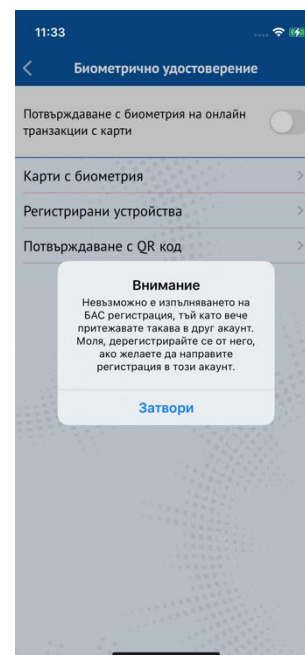 11:33
Биометрично удостоверение
Потвърждаване с биометрия на онлайн
транзакции с карти
Карти с биометрия
Регистрирани устройства
Потвърждаване с QR код
Внимание
Невъзможно е изпълняването на
БАС регистрация, тъй като вече
притежавате такава в друг акаунт.
Моля, дерегистрирайте се от него,
ако желаете да направите
регистрация в този акаунт.
Затвори